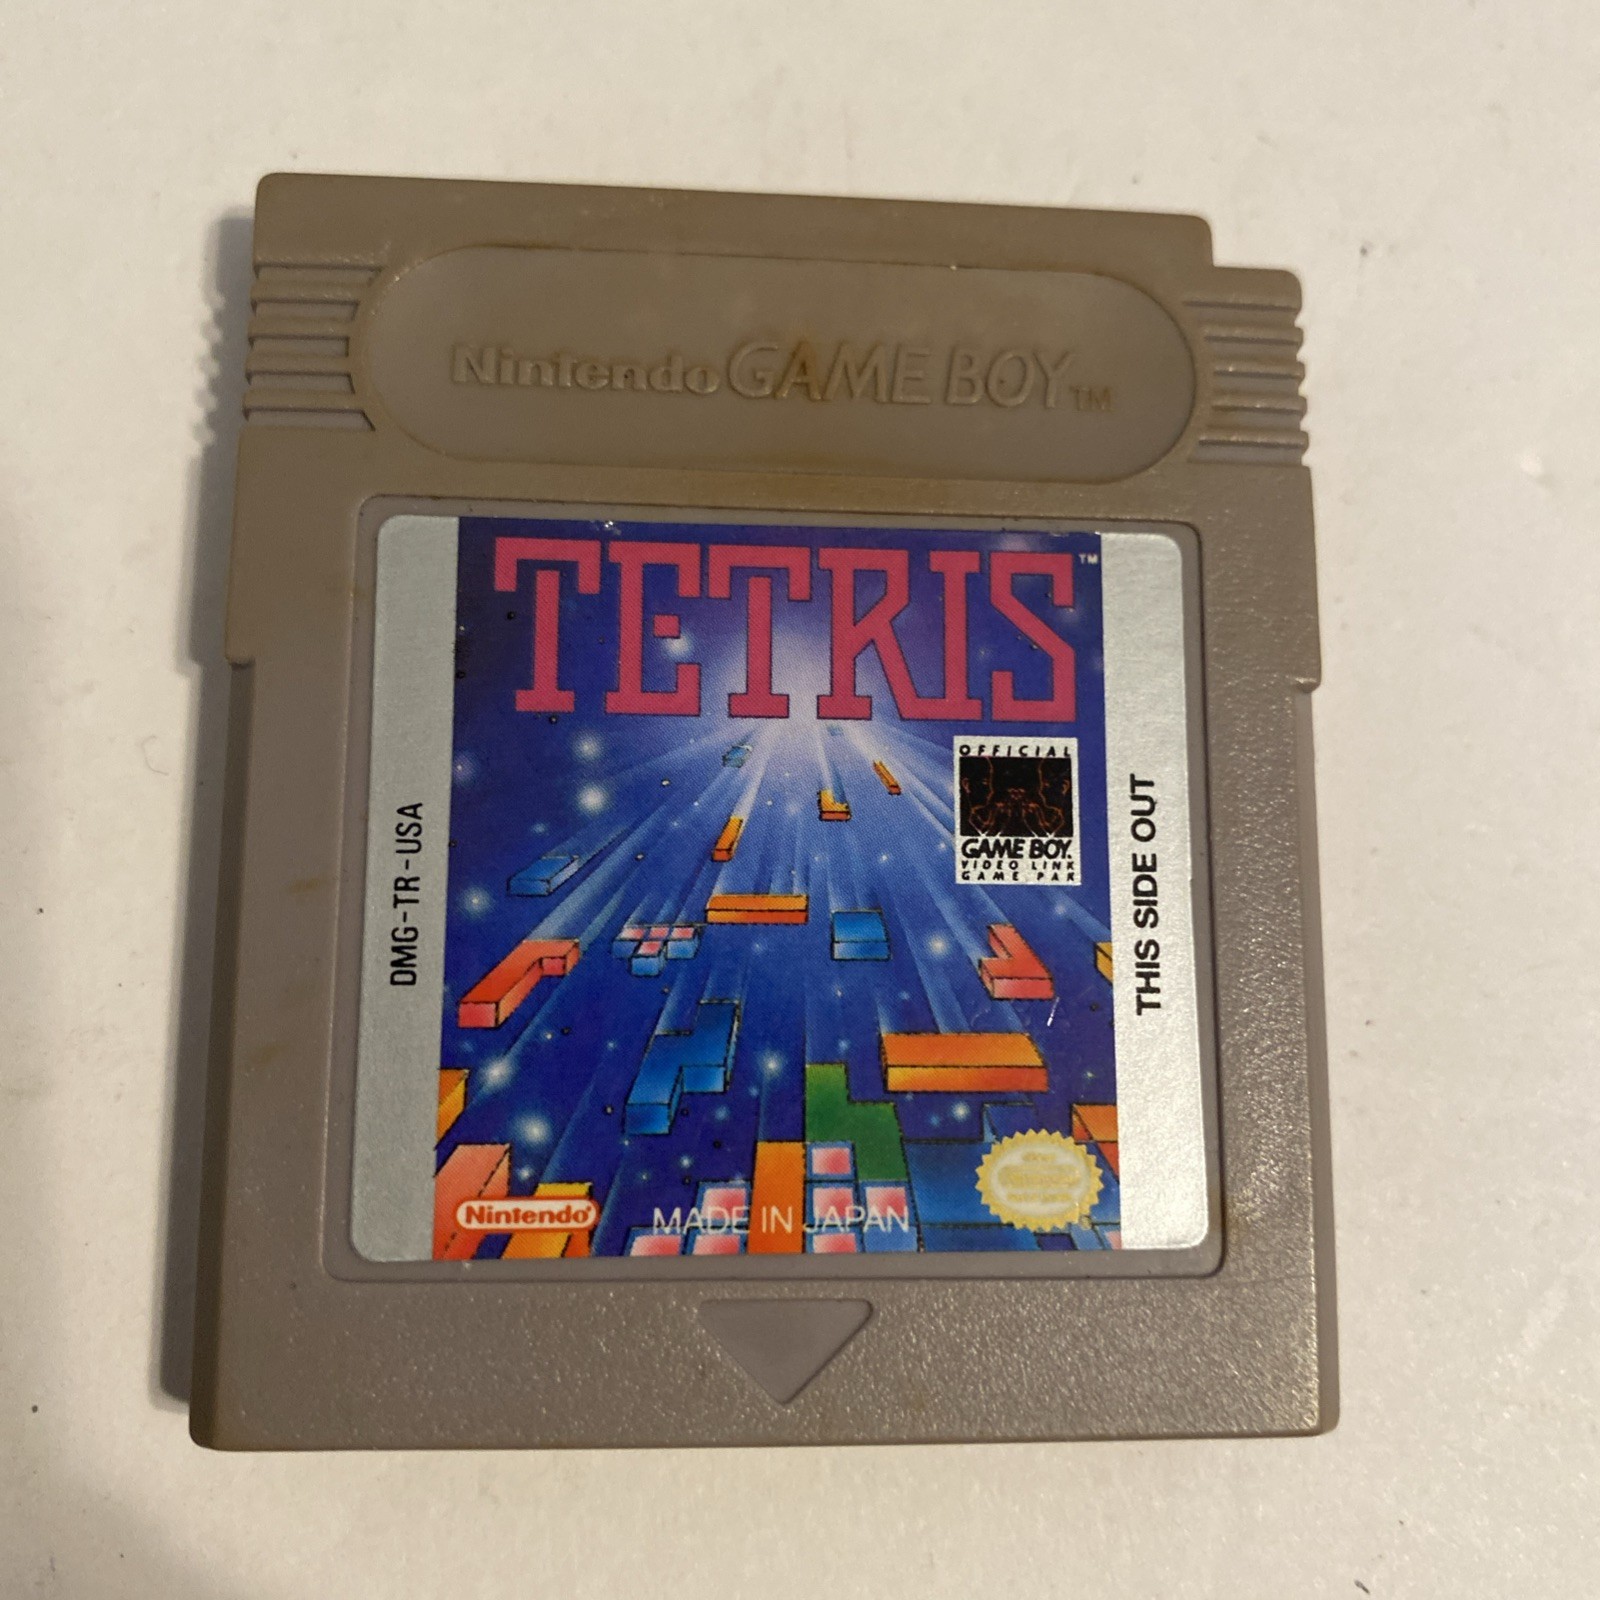 Nintendo GAME BOY TM
TETRIS TM
OFFICIAL
GAME BOY.
VIDEO LINK
GAME PAK
DMG-TR-USA
THIS SIDE OUT
Nintendo®
MADE IN JAPAN